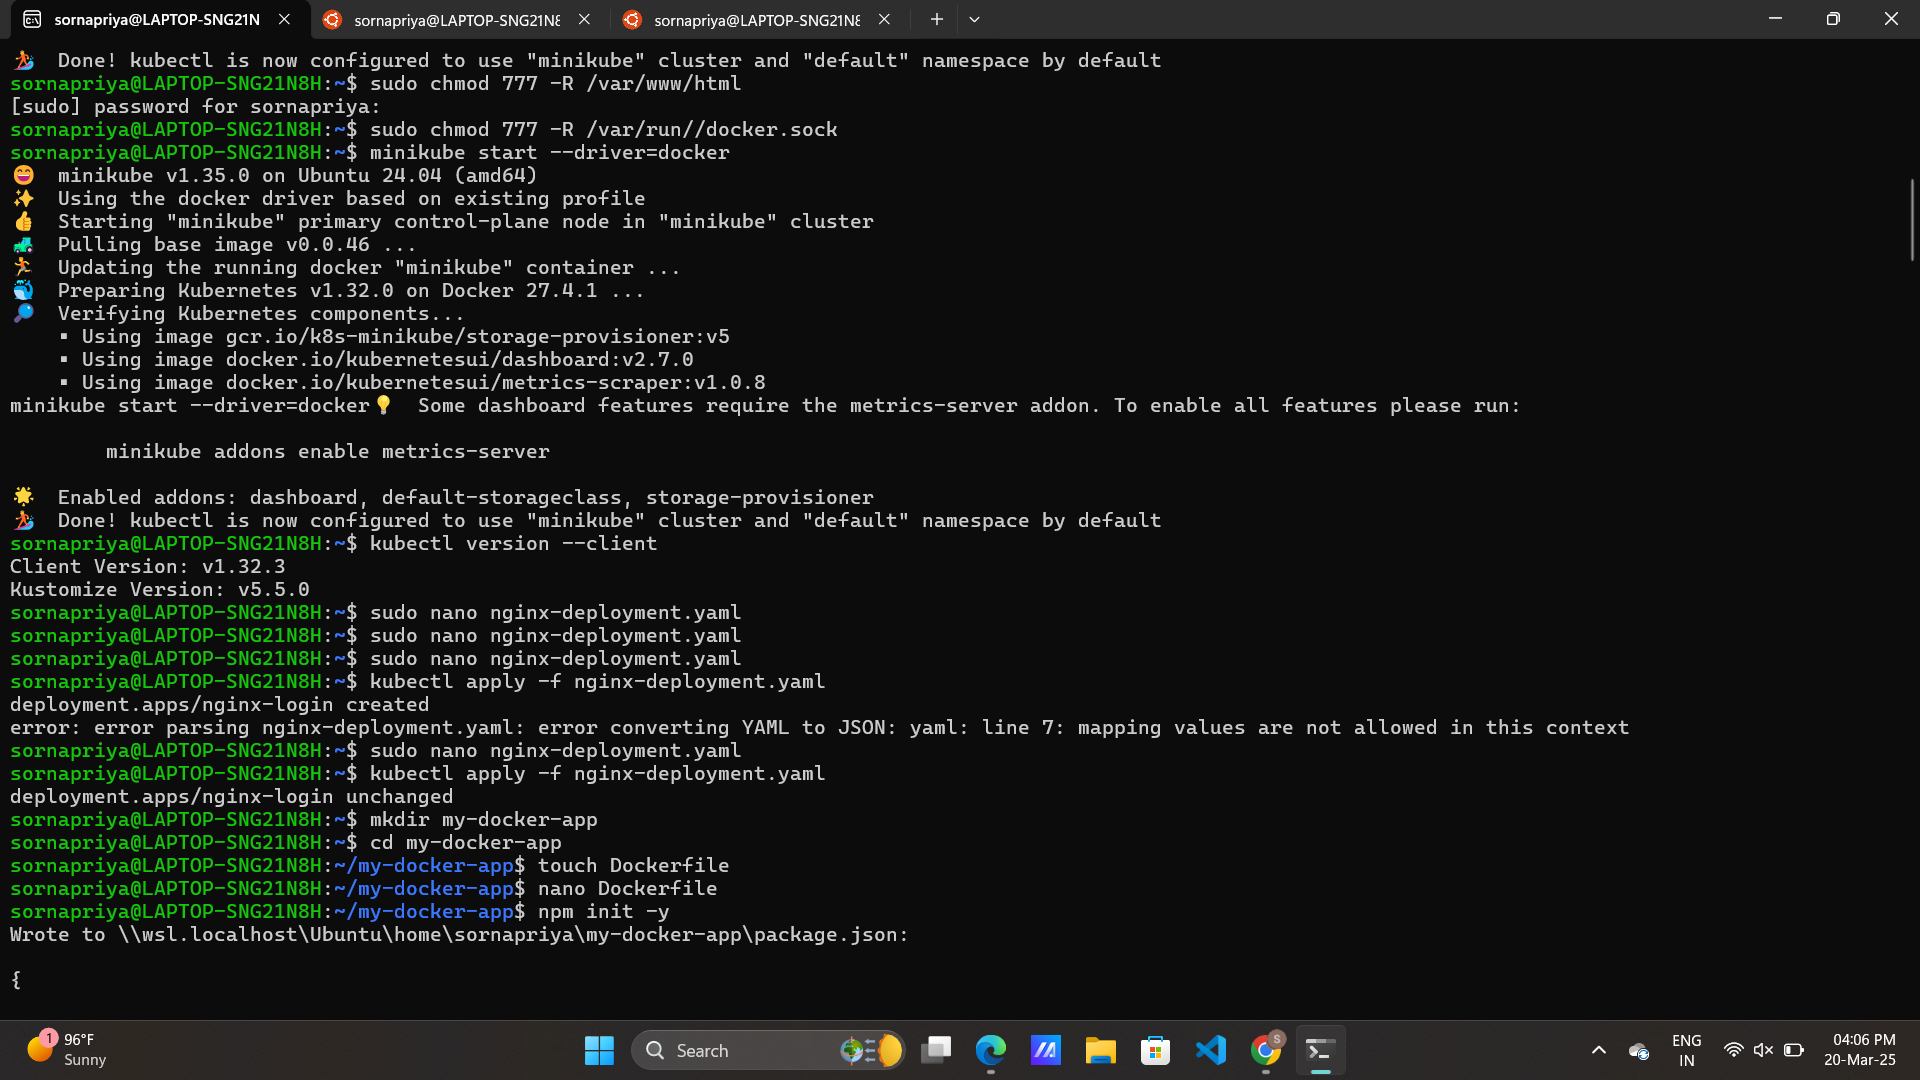 sornapriya@LAPTOP-SNG21N
sornapriya@LAPTOP-SNG21N8
sornapriya@LAPTOP-SNG21N8
Done! kubectl is now configured to use "minikube" cluster and "default" namespace by default
sornapriya@LAPTOP-SNG21N8H:~$ sudo chmod 777 -R /var/www/html
[sudo] password for sornapriya:
sornapriya@LAPTOP-SNG21N8H:~$ sudo chmod 777 -R /var/run//docker.sock
sornapriya@LAPTOP-SNG21N8H:~$ minikube start --driver=docker
😄  minikube v1.35.0 on Ubuntu 24.04 (amd64)
✨  Using the docker driver based on existing profile
👍  Starting "minikube" primary control-plane node in "minikube" cluster
🚜  Pulling base image v0.0.46 ...
🏃  Updating the running docker "minikube" container ...
🐳  Preparing Kubernetes v1.32.0 on Docker 27.4.1 ...
🔎  Verifying Kubernetes components...
▪ Using image gcr.io/k8s-minikube/storage-provisioner:v5
▪ Using image docker.io/kubernetesui/dashboard:v2.7.0
▪ Using image docker.io/kubernetesui/metrics-scraper:v1.0.8
minikube start --driver=docker💡  Some dashboard features require the metrics-server addon. To enable all features please run:
minikube addons enable metrics-server
🌟  Enabled addons: dashboard, default-storageclass, storage-provisioner
🏄  Done! kubectl is now configured to use "minikube" cluster and "default" namespace by default
sornapriya@LAPTOP-SNG21N8H:~$ kubectl version --client
Client Version: v1.32.3
Kustomize Version: v5.5.0
sornapriya@LAPTOP-SNG21N8H:~$ sudo nano nginx-deployment.yaml
sornapriya@LAPTOP-SNG21N8H:~$ sudo nano nginx-deployment.yaml
sornapriya@LAPTOP-SNG21N8H:~$ sudo nano nginx-deployment.yaml
sornapriya@LAPTOP-SNG21N8H:~$ kubectl apply -f nginx-deployment.yaml
deployment.apps/nginx-login created
error: error parsing nginx-deployment.yaml: error converting YAML to JSON: yaml: line 7: mapping values are not allowed in this context
sornapriya@LAPTOP-SNG21N8H:~$ sudo nano nginx-deployment.yaml
sornapriya@LAPTOP-SNG21N8H:~$ kubectl apply -f nginx-deployment.yaml
deployment.apps/nginx-login unchanged
sornapriya@LAPTOP-SNG21N8H:~$ mkdir my-docker-app
sornapriya@LAPTOP-SNG21N8H:~$ cd my-docker-app
sornapriya@LAPTOP-SNG21N8H:~/my-docker-app$ touch Dockerfile
sornapriya@LAPTOP-SNG21N8H:~/my-docker-app$ nano Dockerfile
sornapriya@LAPTOP-SNG21N8H:~/my-docker-app$ npm init -y
Wrote to \\wsl.localhost\Ubuntu\home\sornapriya\my-docker-app\package.json:
{
1
96°F
Sunny
Search
S
ENG
IN
04:06 PM
20-Mar-25